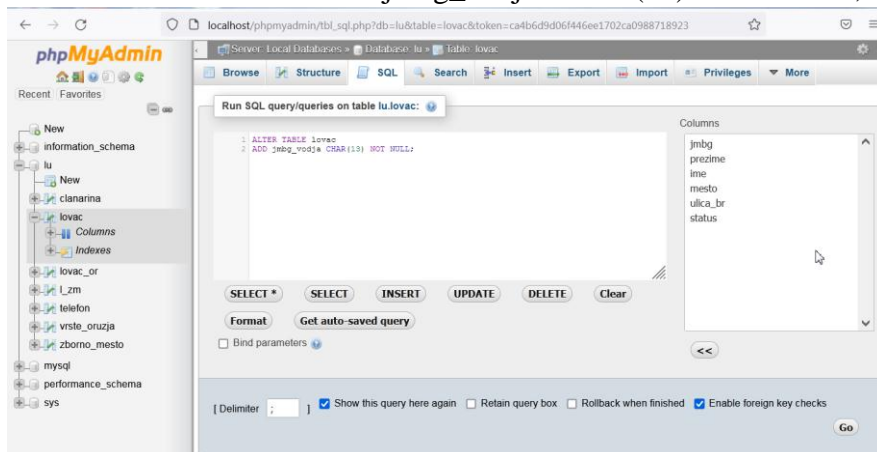 localhost/phpmyadmin/tbl_sql.php?db=lu&table=lovac&token=ca4b6d9d06f446ee1702ca0988718923
phpMyAdmin
Recent Favorites
New
information_schema
lu
New
clanarina
lovac
Columns
Indexes
lovac_or
l_zm
telefon
vrste_oruzja
zborno_mesto
mysql
performance_schema
sys
Server: Local Databases » Database: lu » Table: lovac
Browse Structure SQL Search Insert Export Import Privileges More
Run SQL query/queries on table lu.lovac:
1 ALTER TABLE lovac
2 ADD jmbg_vodja CHAR(13) NOT NULL;
Columns
jmbg
prezime
ime
mesto
ulica_br
status
SELECT * SELECT INSERT UPDATE DELETE Clear
Format Get auto-saved query
Bind parameters
<<
[ Delimiter ; ] Show this query here again Retain query box Rollback when finished Enable foreign key checks
Go